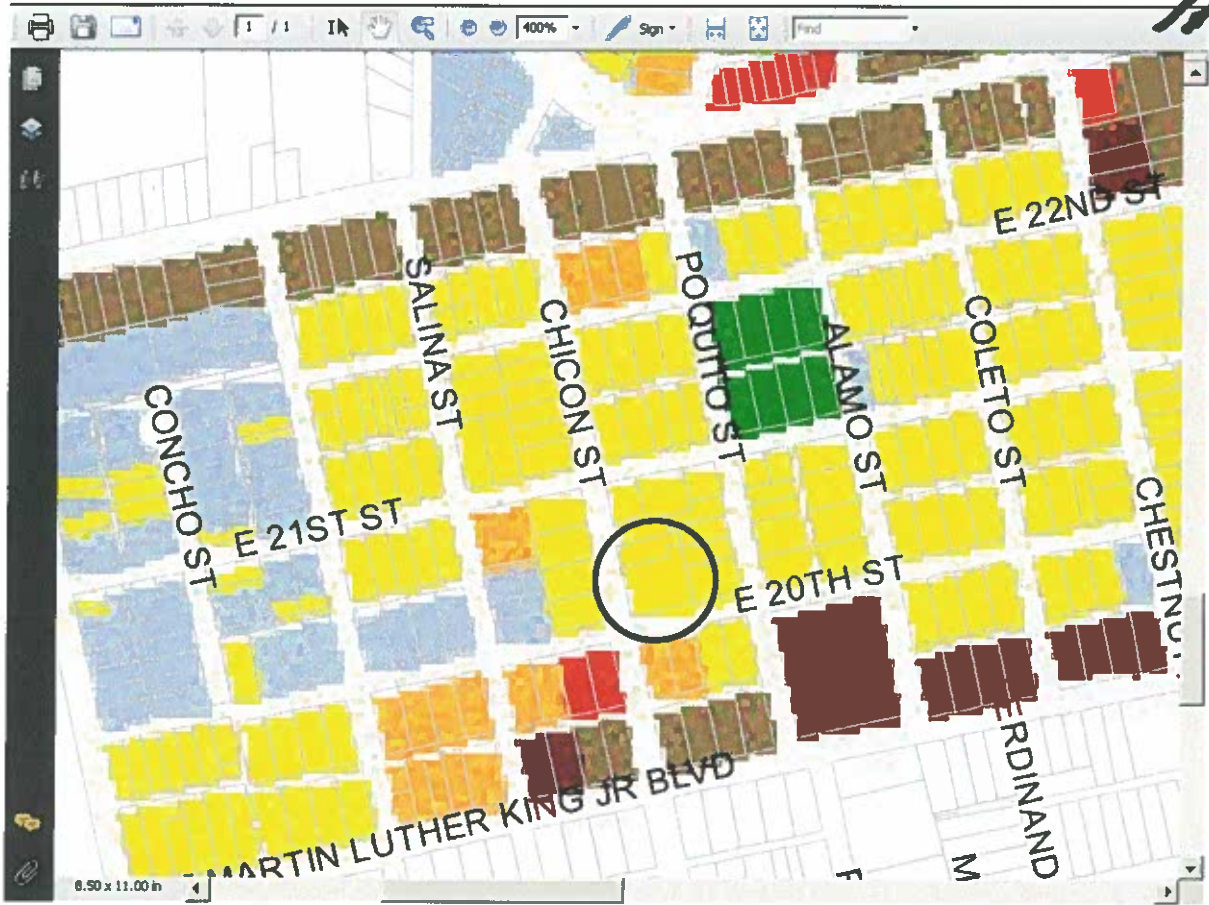 1 / 1
400%
Sign
Find
E 22ND ST
SALINA ST
POQUITO ST
CHICON ST
ALAMO ST
COLETO ST
CONCHO ST
E 21ST ST
CHESTNU
E 20TH ST
RDINAND
MARTIN LUTHER KING JR BLVD
M
8.50 x 11.00 in